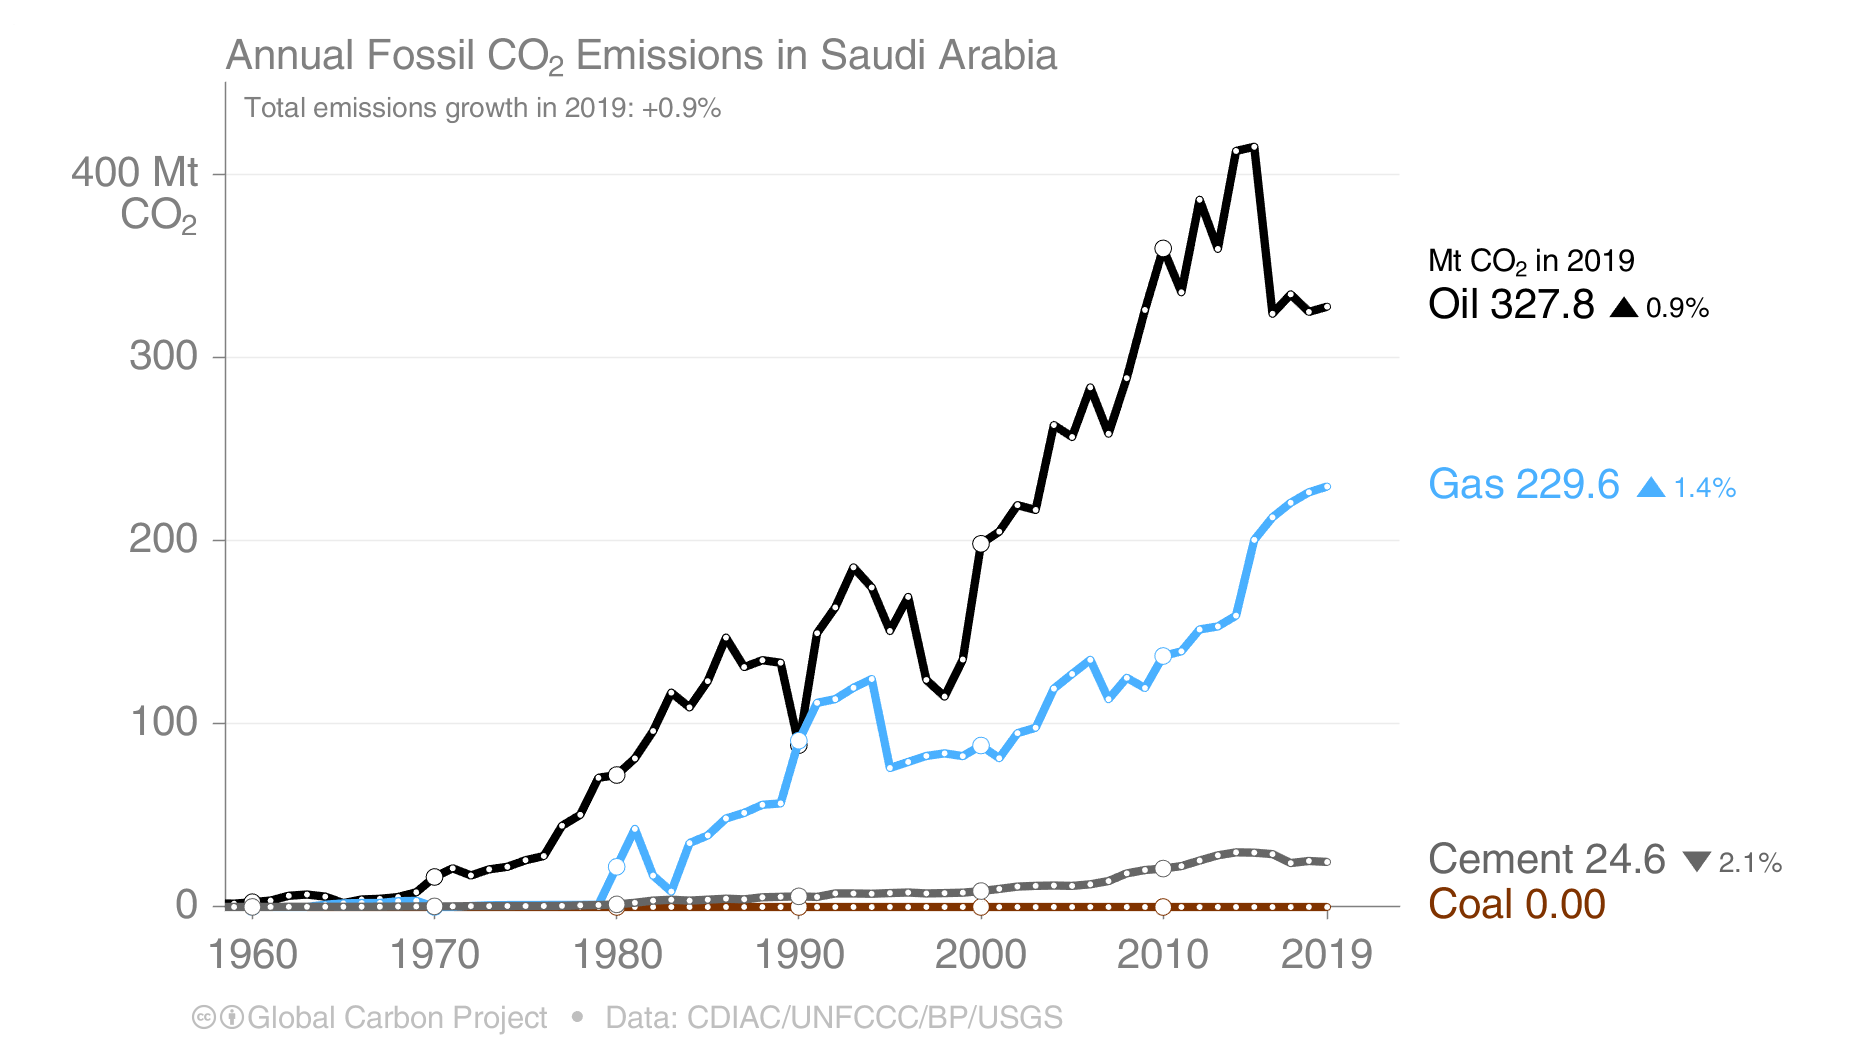 Annual Fossil CO₂ Emissions in Saudi Arabia
Total emissions growth in 2019: +0.9%
400 Mt
CO₂
300
200
100
0
1960 1970 1980 1990 2000 2010 2019
Mt CO₂ in 2019
Oil 327.8 ▲ 0.9%
Gas 229.6 ▲ 1.4%
Cement 24.6 ▼ 2.1%
Coal 0.00
Global Carbon Project • Data: CDIAC/UNFCCC/BP/USGS